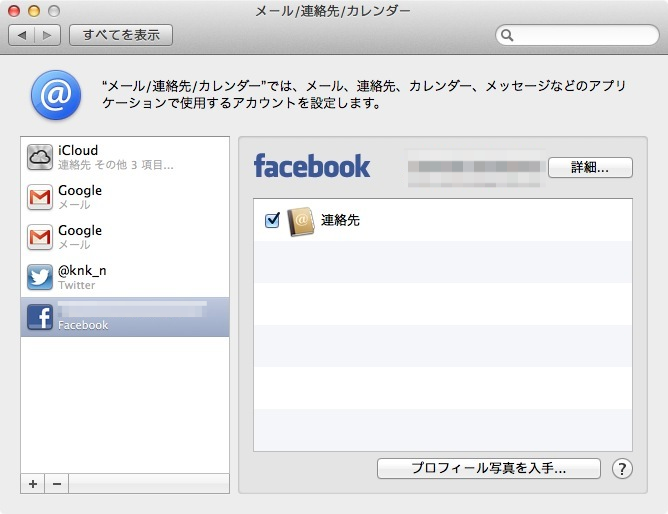 メール/連絡先/カレンダー
すべてを表示
“メール/連絡先/カレンダー”では、メール、連絡先、カレンダー、メッセージなどのアプリ
ケーションで使用するアカウントを設定します。
iCloud
連絡先 その他 3 項目...
Google
メール
Google
メール
@knk_n
Twitter
Facebook
facebook
詳細...
連絡先
プロフィール写真を入手...
?